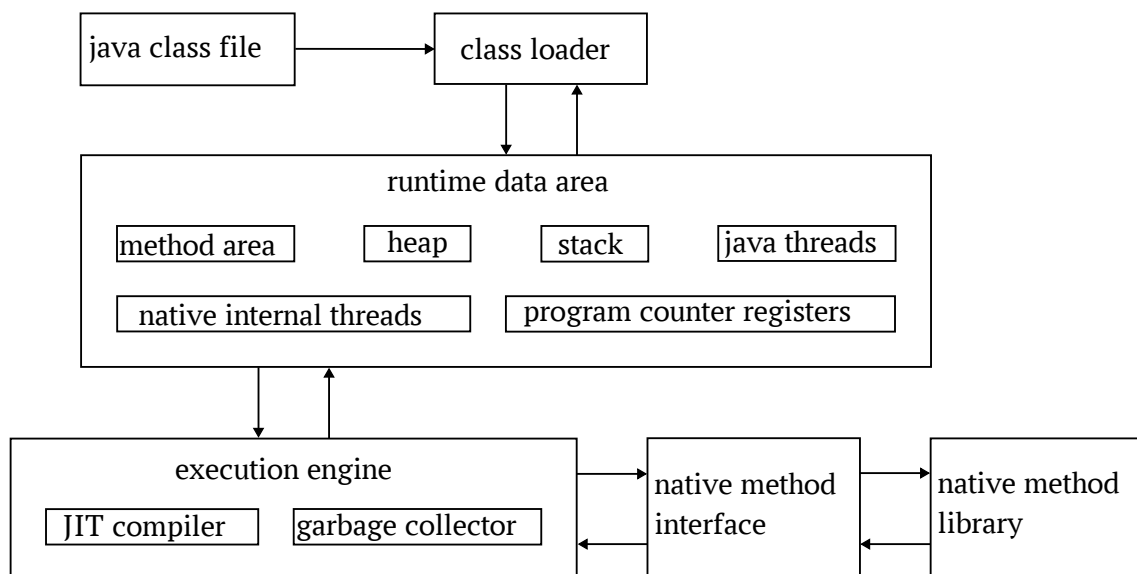 java class file
class loader
runtime data area
method area
heap
stack
java threads
native internal threads
program counter registers
execution engine
JIT compiler
garbage collector
native method
interface
native method
library